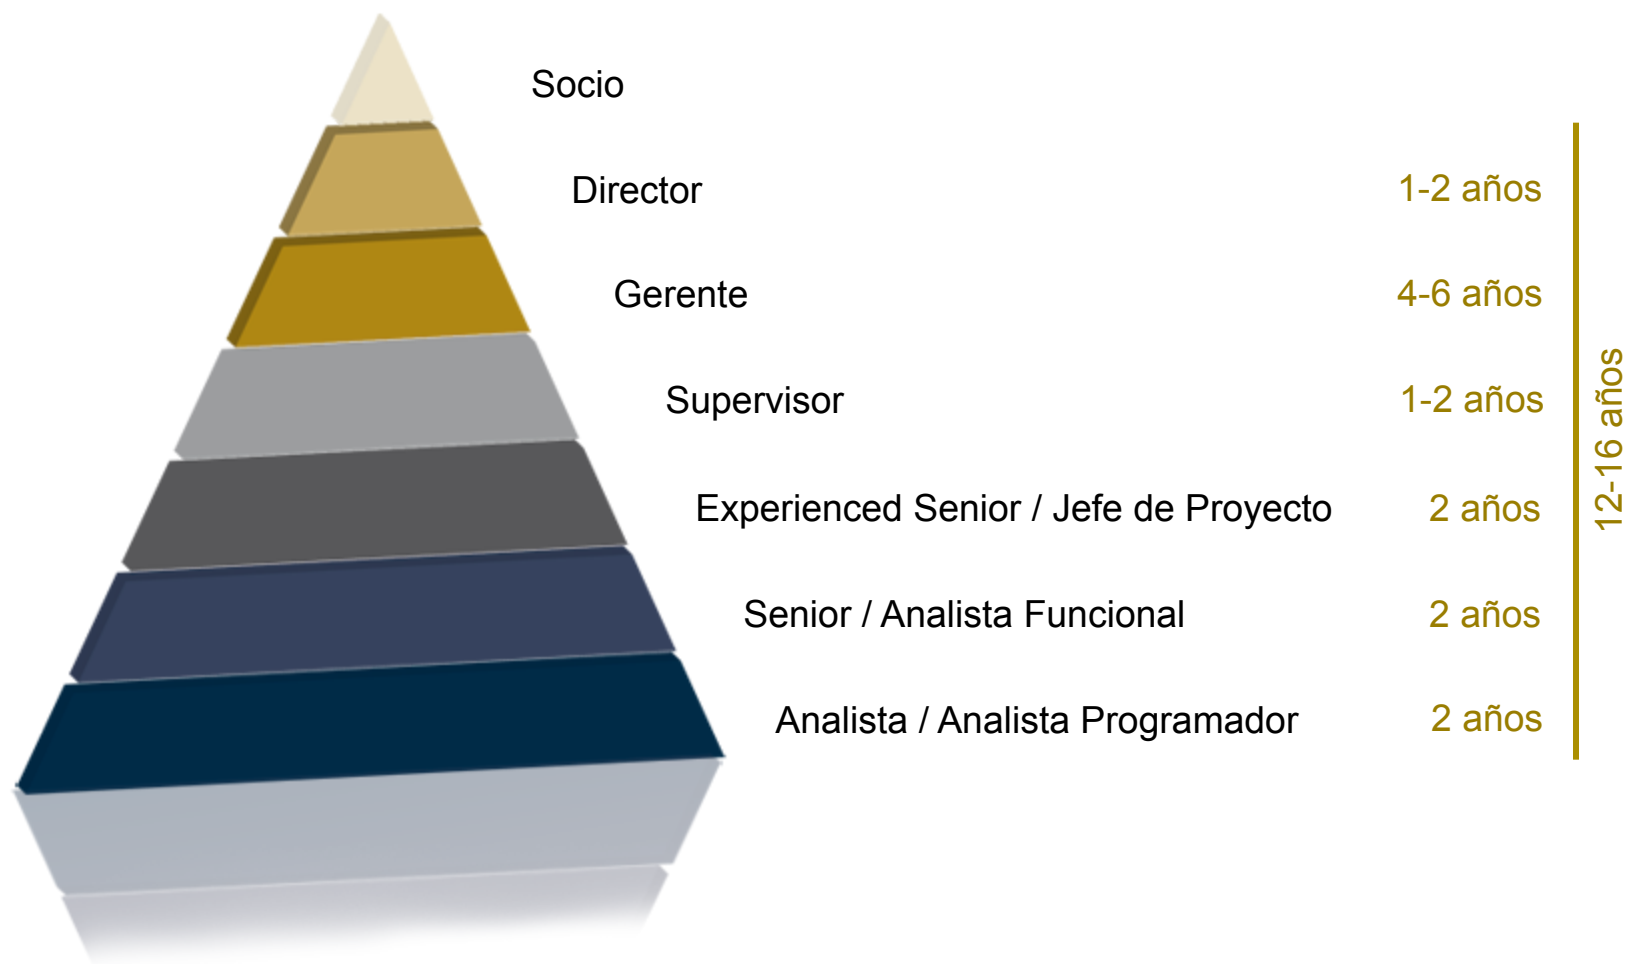 Socio
Director
1-2 años
Gerente
4-6 años
Supervisor
1-2 años
Experienced Senior / Jefe de Proyecto
2 años
Senior / Analista Funcional
2 años
Analista / Analista Programador
2 años
12-16 años